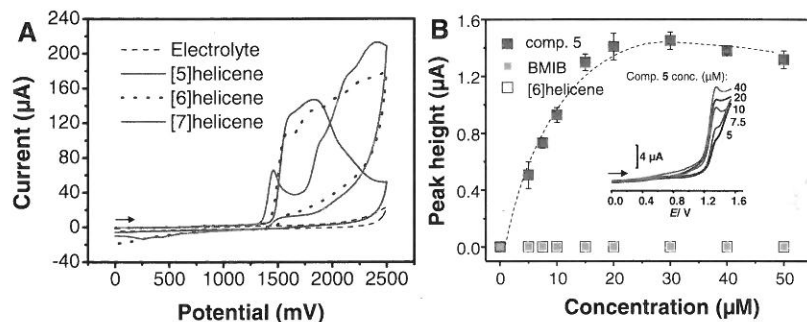 A
240
200
160
120
80
40
0
-40
Current (µA)
0
500
1000
1500
2000
2500
Potential (mV)
Electrolyte
[5]helicene
[6]helicene
[7]helicene
B
1.6
1.2
0.8
0.4
0.0
Peak height (µA)
0
10
20
30
40
50
Concentration (µM)
comp. 5
BMIB
[6]helicene
Comp. 5 conc. (µM):
40
20
10
7.5
5
4 µA
0.0
0.4
0.8
1.2
1.6
E/ V